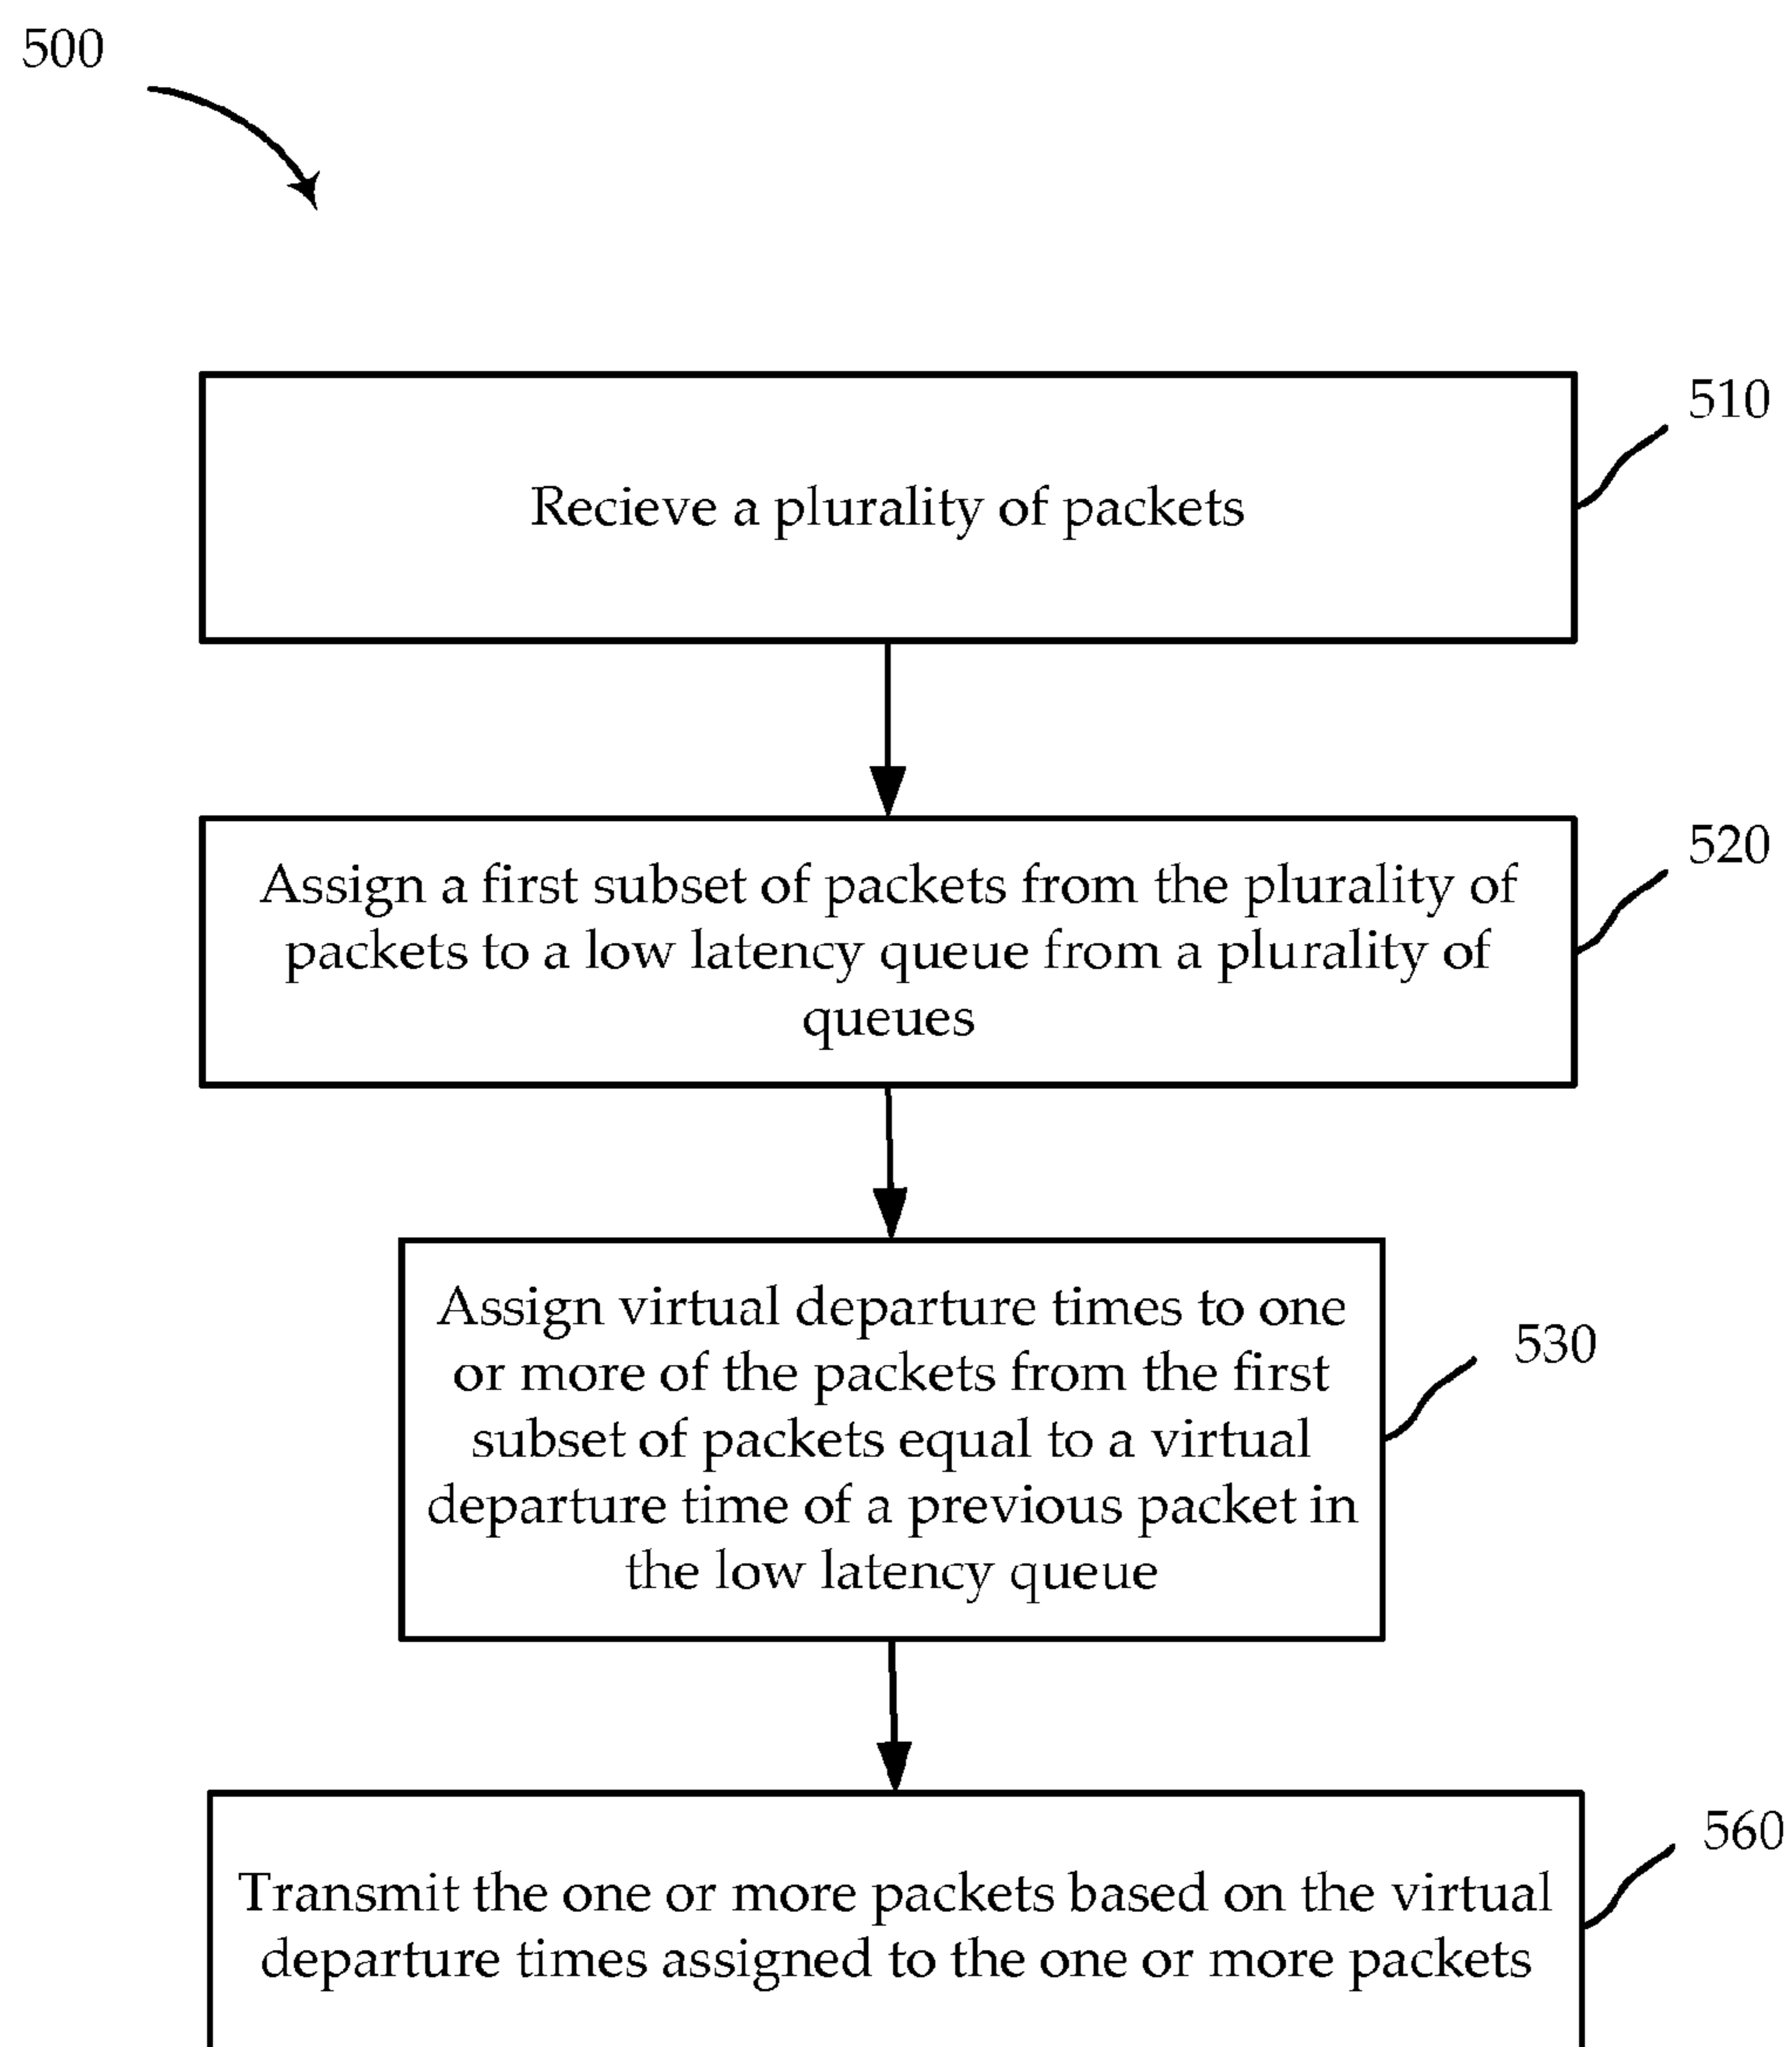 500
510
Recieve a plurality of packets
520
Assign a first subset of packets from the plurality of
packets to a low latency queue from a plurality of
queues
530
Assign virtual departure times to one
or more of the packets from the first
subset of packets equal to a virtual
departure time of a previous packet in
the low latency queue
560
Transmit the one or more packets based on the virtual
departure times assigned to the one or more packets